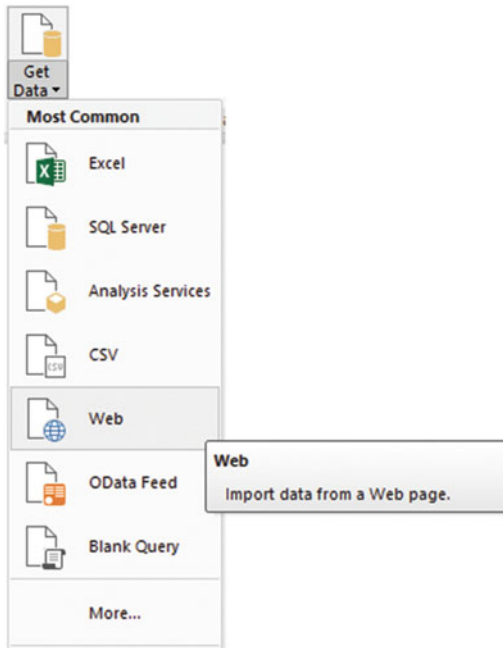 Get
Data
Most Common
Excel
SQL Server
Analysis Services
CSV
CSV
Web
Web
Import data from a Web page.
OData Feed
Blank Query
More...